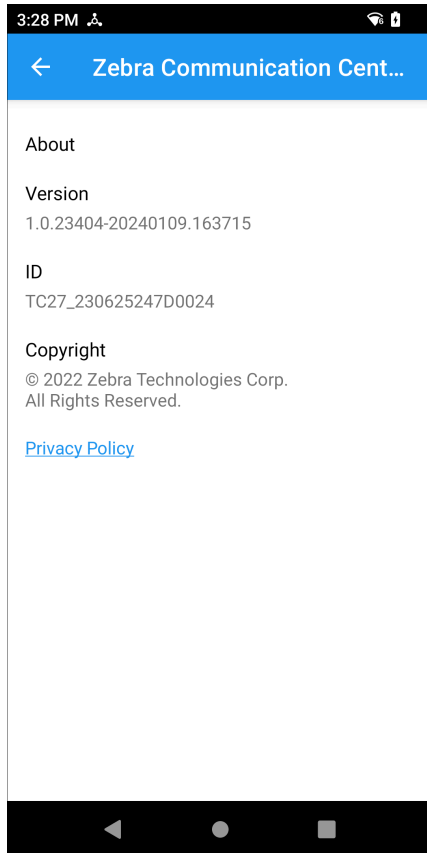 3:28 PM
6
Zebra Communication Cent...
About
Version
1.0.23404-20240109.163715
ID
TC27_230625247D0024
Copyright
© 2022 Zebra Technologies Corp.
All Rights Reserved.
Privacy Policy